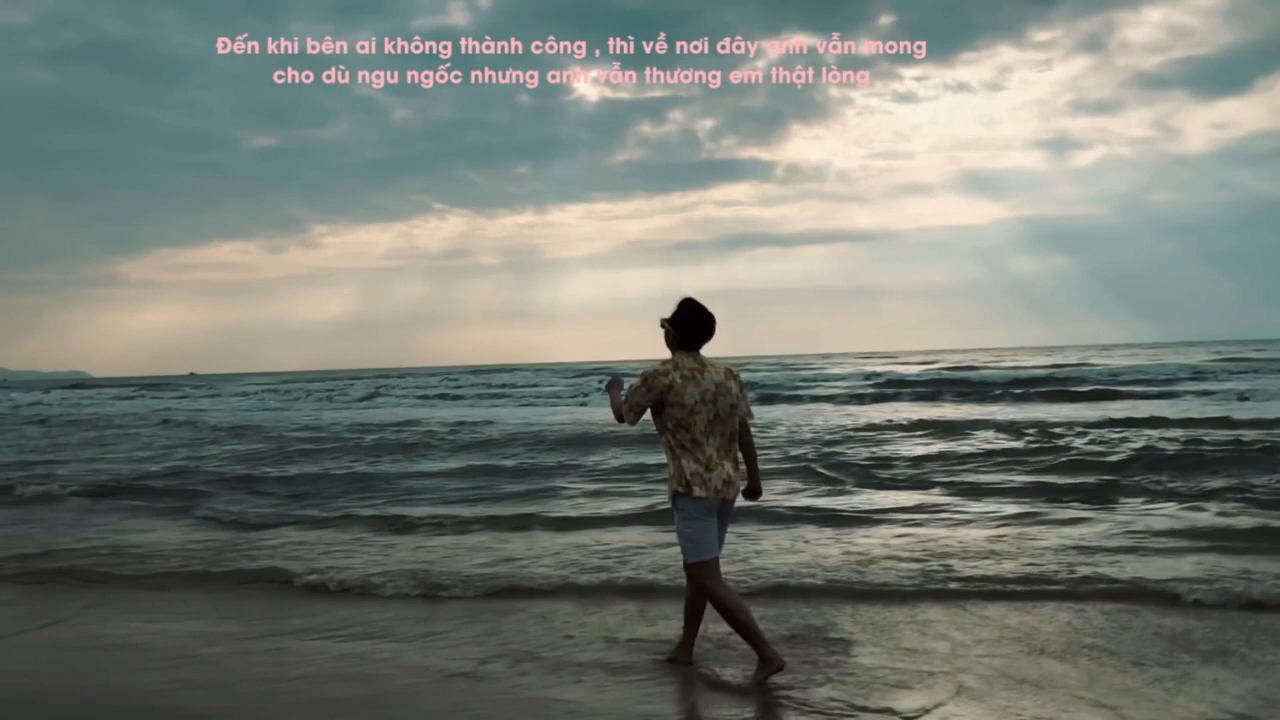 Đến khi bên ai không thành công , thì về nơi đây anh vẫn mong
cho dù ngu ngốc nhưng anh vẫn thương em thật lòng